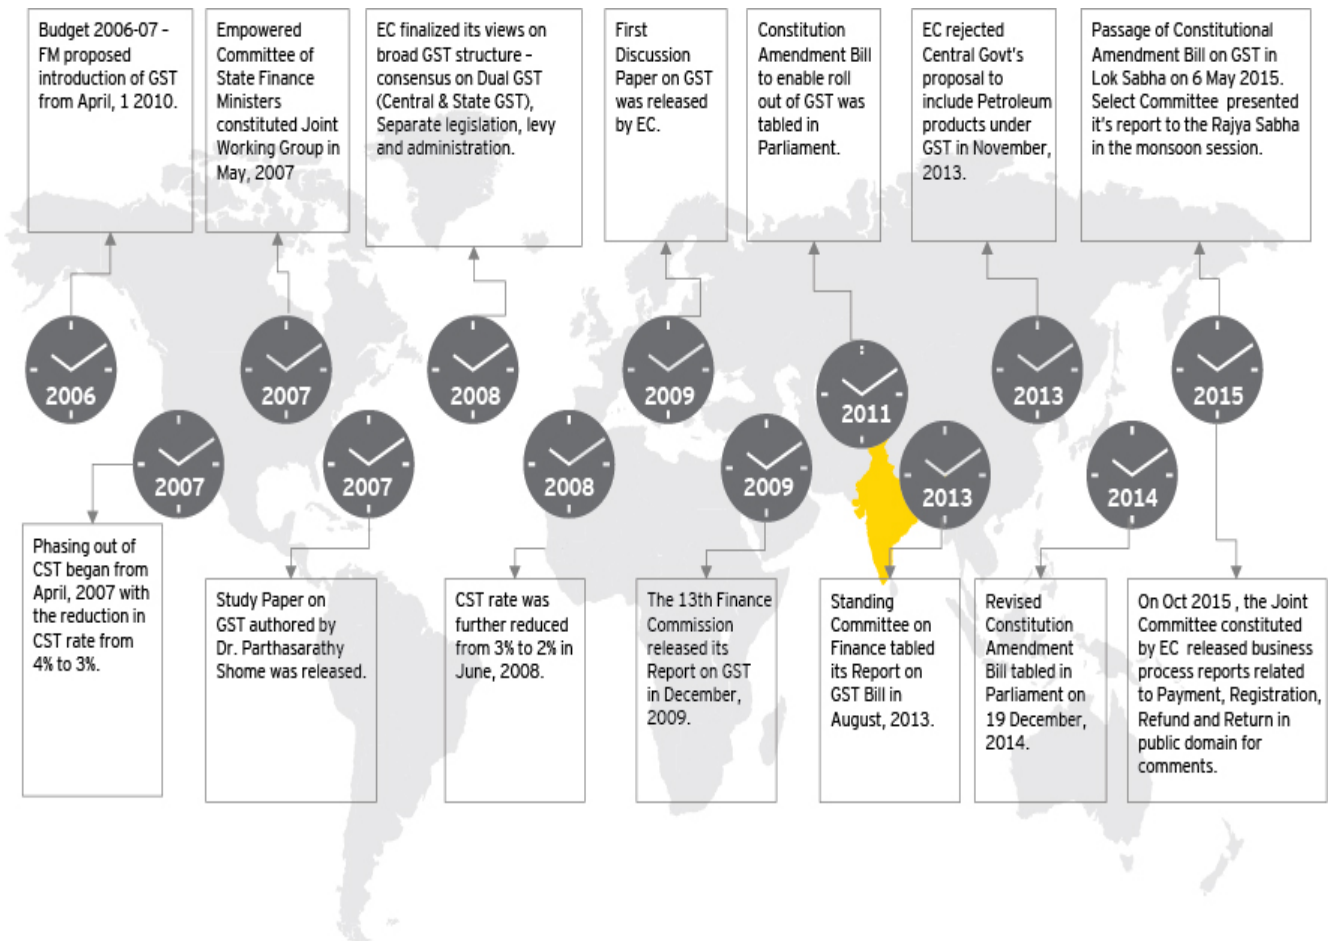 Budget 2006-07 –
FM proposed
introduction of GST
from April, 1 2010.
Empowered
Committee of
State Finance
Ministers
constituted Joint
Working Group in
May, 2007
EC finalized its views on
broad GST structure –
consensus on Dual GST
(Central & State GST),
Separate legislation, levy
and administration.
First
Discussion
Paper on GST
was released
by EC.
Constitution
Amendment Bill
to enable roll
out of GST was
tabled in
Parliament.
EC rejected
Central Govt's
proposal to
include Petroleum
products under
GST in November,
2013.
Passage of Constitutional
Amendment Bill on GST in
Lok Sabha on 6 May 2015.
Select Committee presented
it's report to the Rajya Sabha
in the monsoon session.
2006
2007
2008
2009
2011
2013
2015
2007
2007
2008
2009
2013
2014
Phasing out of
CST began from
April, 2007 with
the reduction in
CST rate from
4% to 3%.
Study Paper on
GST authored by
Dr. Parthasarathy
Shome was released.
CST rate was
further reduced
from 3% to 2% in
June, 2008.
The 13th Finance
Commission
released its
Report on GST
in December,
2009.
Standing
Committee on
Finance tabled
its Report on
GST Bill in
August, 2013.
Revised
Constitution
Amendment
Bill tabled in
Parliament on
19 December,
2014.
On Oct 2015 , the Joint
Committee constituted
by EC released business
process reports related
to Payment, Registration,
Refund and Return in
public domain for
comments.